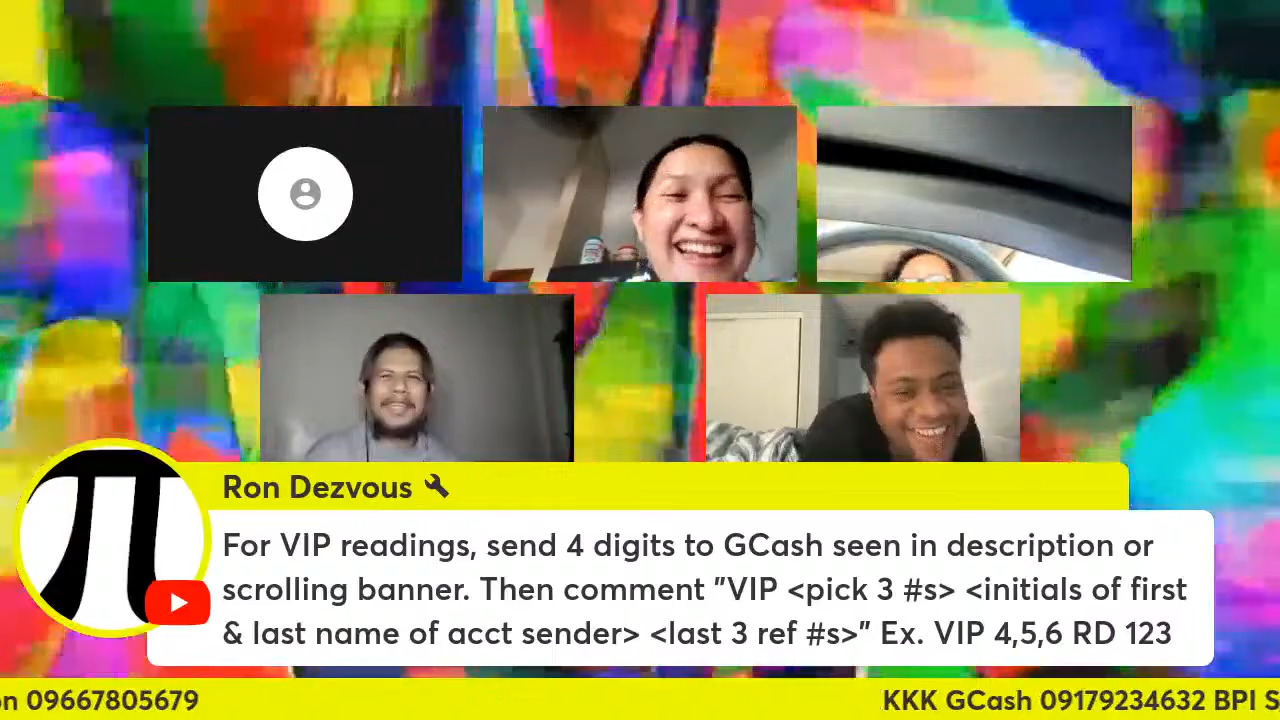 Ron Dezvous
For VIP readings, send 4 digits to GCash seen in description or
scrolling banner. Then comment "VIP <pick 3 #s> <initials of first
& last name of acct sender> <last 3 ref #s>" Ex. VIP 4,5,6 RD 123
on 09667805679 KKK GCash 09179234632 BPI S